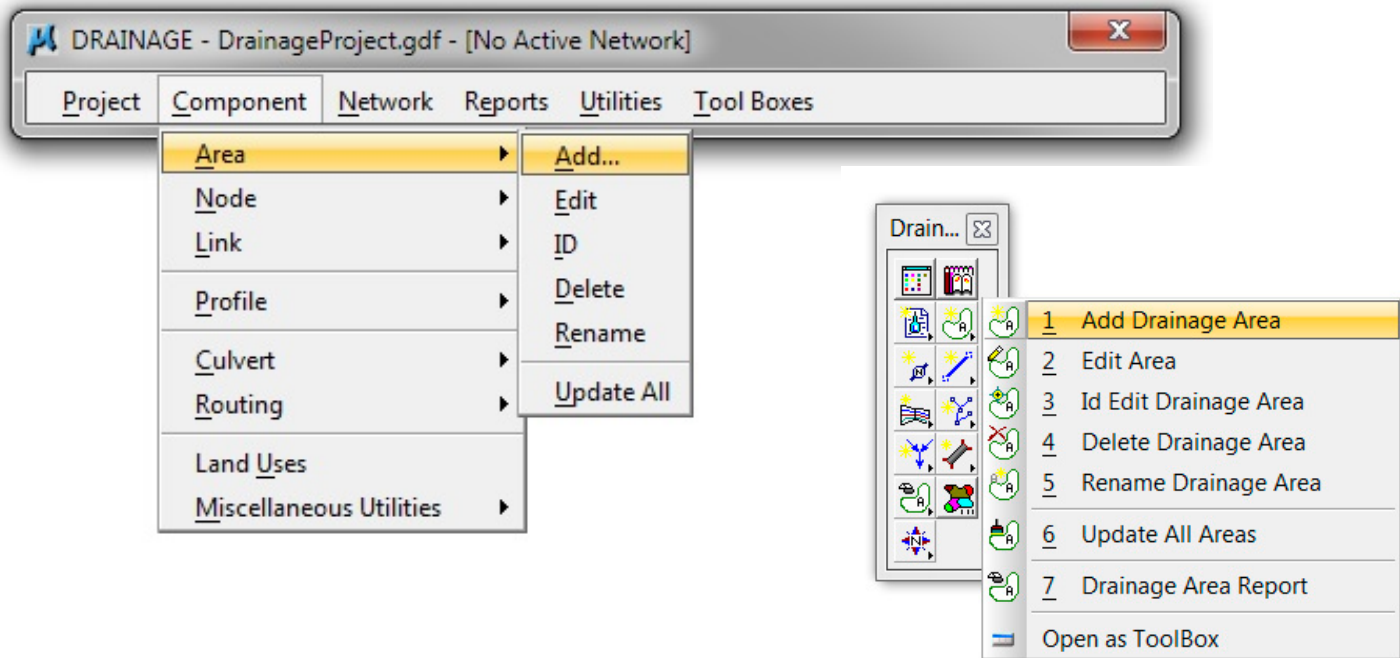 DRAINAGE - DrainageProject.gdf - [No Active Network]
Project Component Network Reports Utilities Tool Boxes
Area
Node
Link
Profile
Culvert
Routing
Land Uses
Miscellaneous Utilities
Add...
Edit
ID
Delete
Rename
Update All
Drain...
1 Add Drainage Area
2 Edit Area
3 Id Edit Drainage Area
4 Delete Drainage Area
5 Rename Drainage Area
6 Update All Areas
7 Drainage Area Report
Open as ToolBox